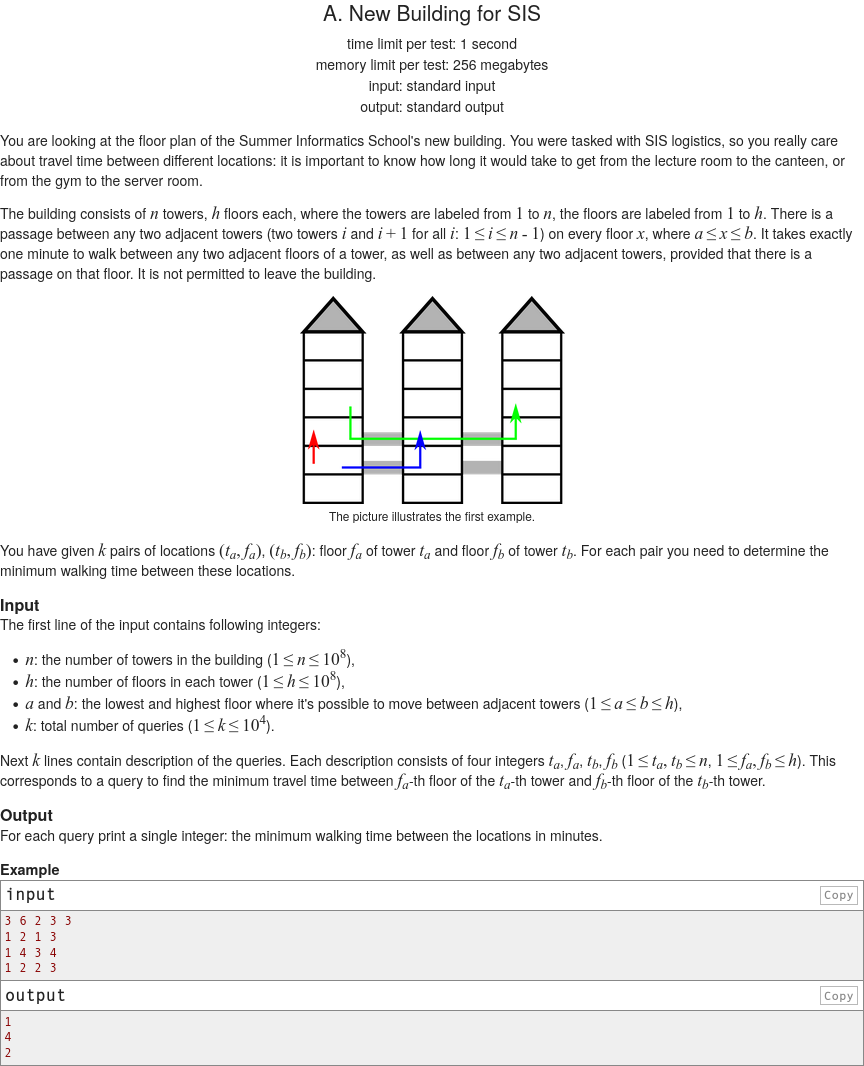 A. New Building for SIS
time limit per test: 1 second
memory limit per test: 256 megabytes
input: standard input
output: standard output
You are looking at the floor plan of the Summer Informatics School's new building. You were tasked with SIS logistics, so you really care
about travel time between different locations: it is important to know how long it would take to get from the lecture room to the canteen, or
from the gym to the server room.
The building consists of n towers, h floors each, where the towers are labeled from 1 to n, the floors are labeled from 1 to h. There is a
passage between any two adjacent towers (two towers i and i + 1 for all i: 1 ≤ i ≤ n - 1) on every floor x, where a ≤ x ≤ b. It takes exactly
one minute to walk between any two adjacent floors of a tower, as well as between any two adjacent towers, provided that there is a
passage on that floor. It is not permitted to leave the building.
The picture illustrates the first example.
You have given k pairs of locations (t_a, f_a), (t_b, f_b): floor f_a of tower t_a and floor f_b of tower t_b. For each pair you need to determine the
minimum walking time between these locations.
Input
The first line of the input contains following integers:
• n: the number of towers in the building (1 ≤ n ≤ 10^8),
• h: the number of floors in each tower (1 ≤ h ≤ 10^8),
• a and b: the lowest and highest floor where it's possible to move between adjacent towers (1 ≤ a ≤ b ≤ h),
• k: total number of queries (1 ≤ k ≤ 10^4).
Next k lines contain description of the queries. Each description consists of four integers t_a, f_a, t_b, f_b (1 ≤ t_a, t_b ≤ n, 1 ≤ f_a, f_b ≤ h). This
corresponds to a query to find the minimum travel time between f_a-th floor of the t_a-th tower and f_b-th floor of the t_b-th tower.
Output
For each query print a single integer: the minimum walking time between the locations in minutes.
Example
input Copy
3 6 2 3 3
1 2 1 3
1 4 3 4
1 2 2 3
output Copy
1
4
2